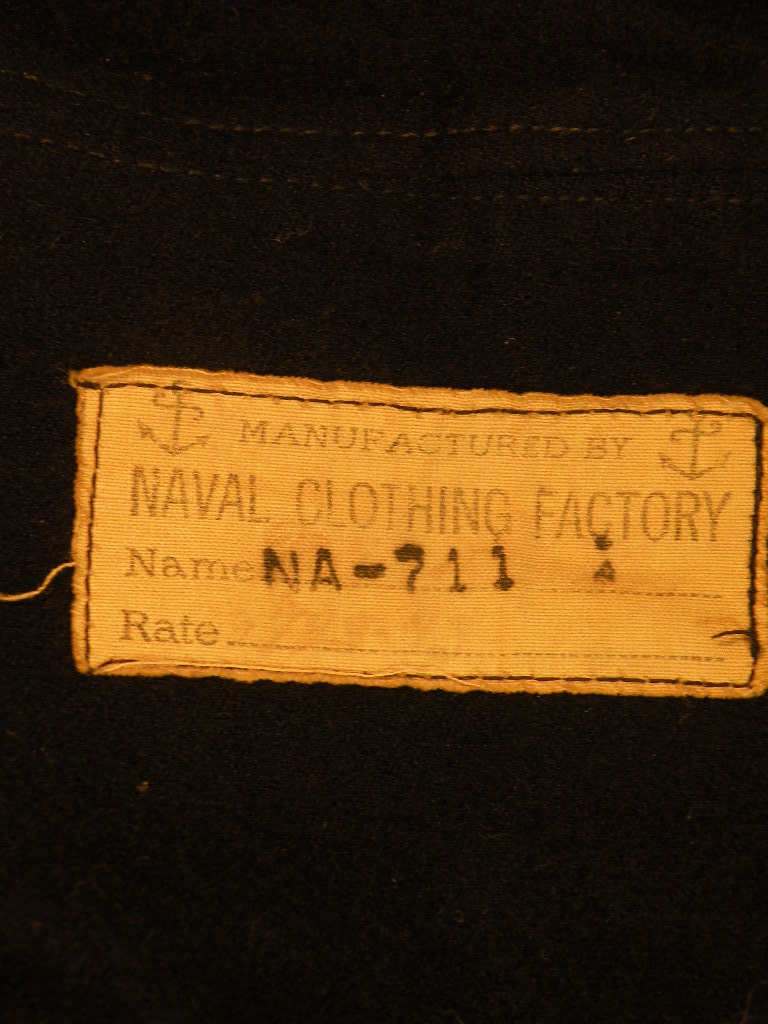 MANUFACTURED BY
NAVAL CLOTHING FACTORY
Name NA-711
Rate